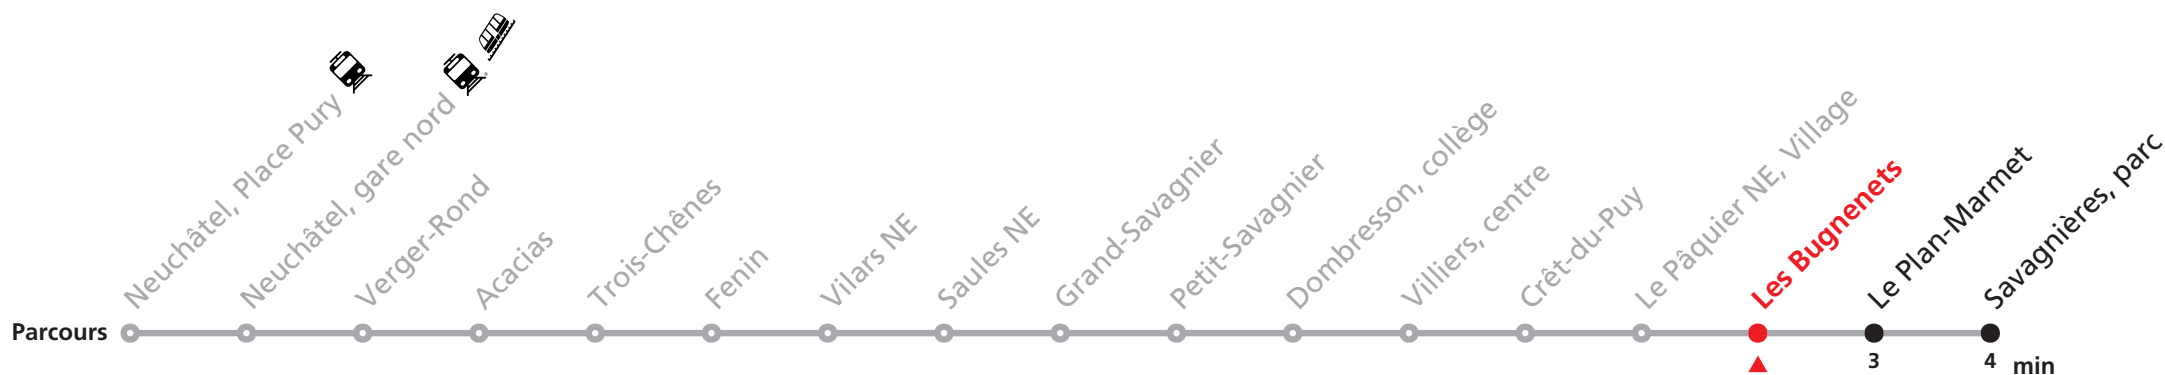 Neuchâtel, Place Pury
Neuchâtel, gare nord
Verger-Rond
Acacias
Trois-Chênes
Fenin
Vilars NE
Saules NE
Grand-Savagnier
Petit-Savagnier
Dombresson, collège
Villiers, centre
Crêt-du-Puy
Le Pâquier NE, Village
Les Bugnenets
Le Plan-Marmet
Savagnières, parc
Parcours
3 4 min